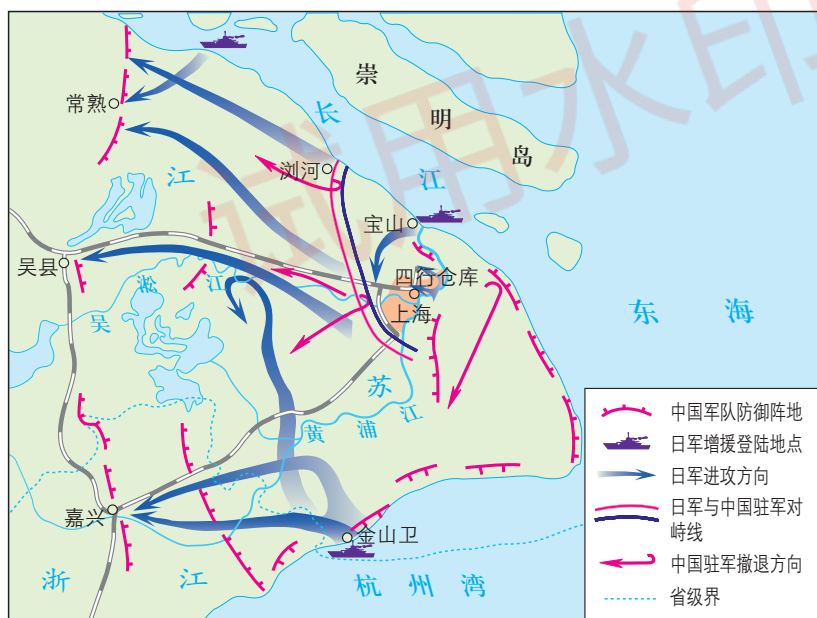 崇明岛
长江
常熟
浏河
江
宝山
吴县
吴淞江
四行仓库
上海
东海
苏
黄浦江
嘉兴
金山卫
浙江
杭州湾
中国军队防御阵地
日军增援登陆地点
日军进攻方向
日军与中国驻军对
峙线
中国驻军撤退方向
省级界
试用水印